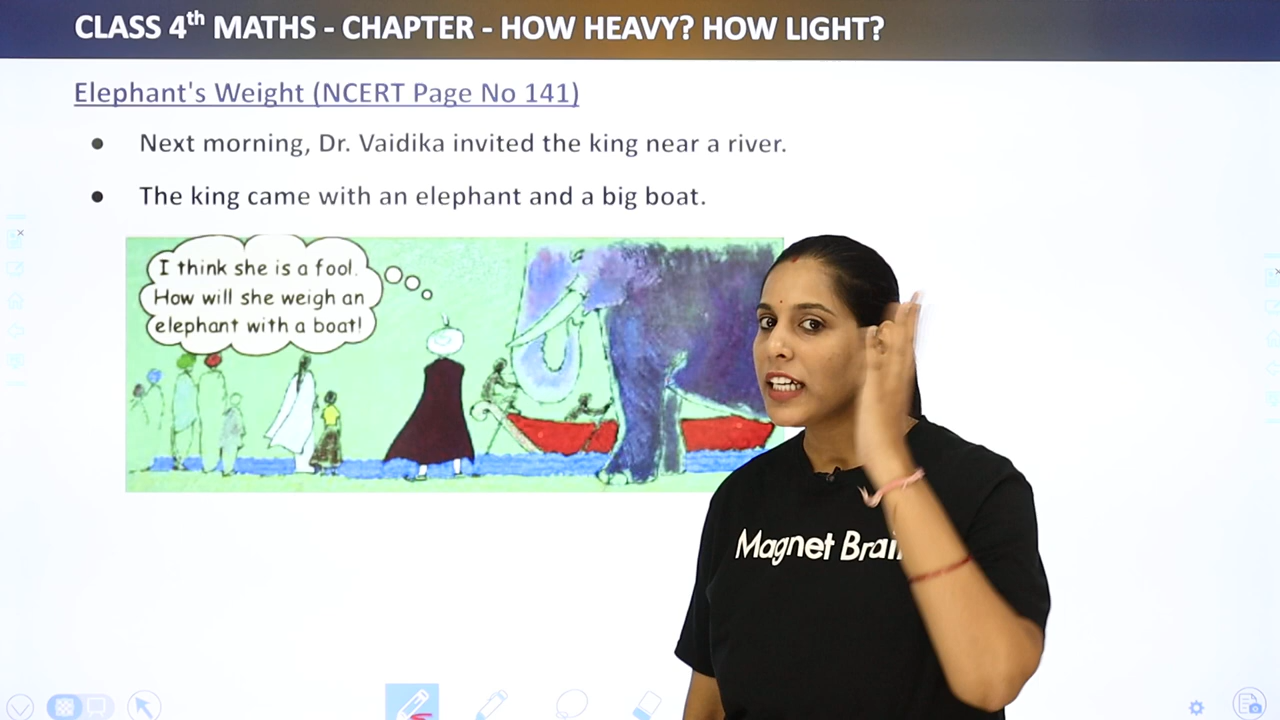 CLASS 4th MATHS - CHAPTER - HOW HEAVY? HOW LIGHT?
Elephant's Weight (NCERT Page No 141)
● Next morning, Dr. Vaidika invited the king near a river.
● The king came with an elephant and a big boat.
I think she is a fool.
How will she weigh an
elephant with a boat!
Magnet Brai